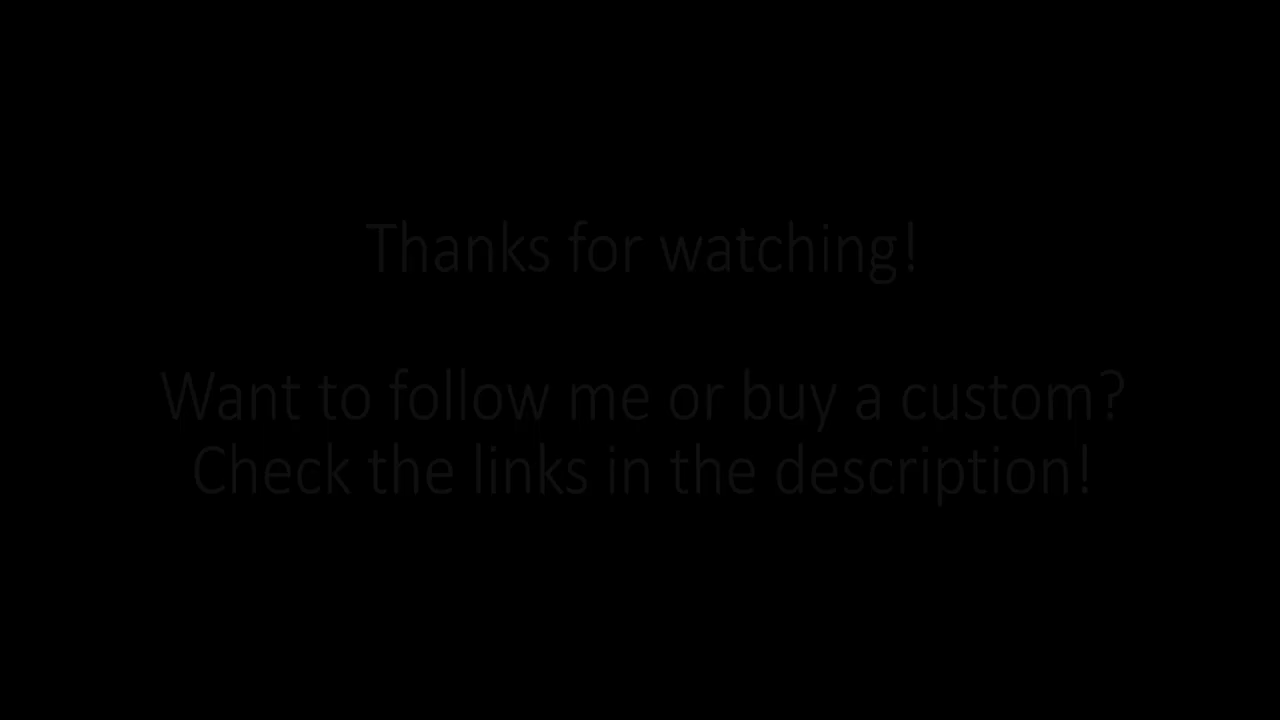 Thanks for watching!
Want to follow me or buy a custom?
Check the links in the description!